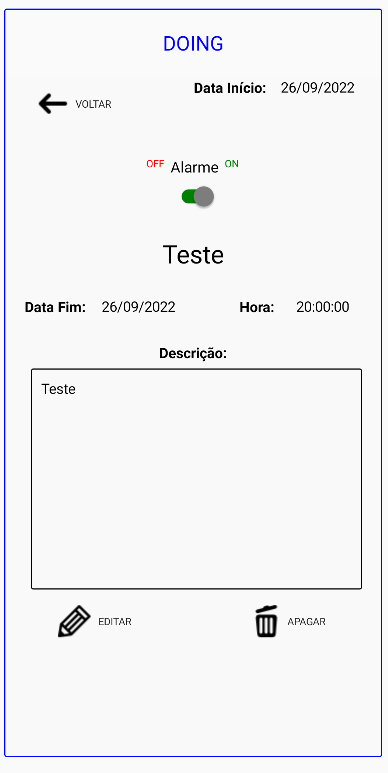 DOING
Data Início: 26/09/2022
VOLTAR
OFF Alarme ON
Teste
Data Fim: 26/09/2022 Hora: 20:00:00
Descrição:
Teste
EDITAR APAGAR